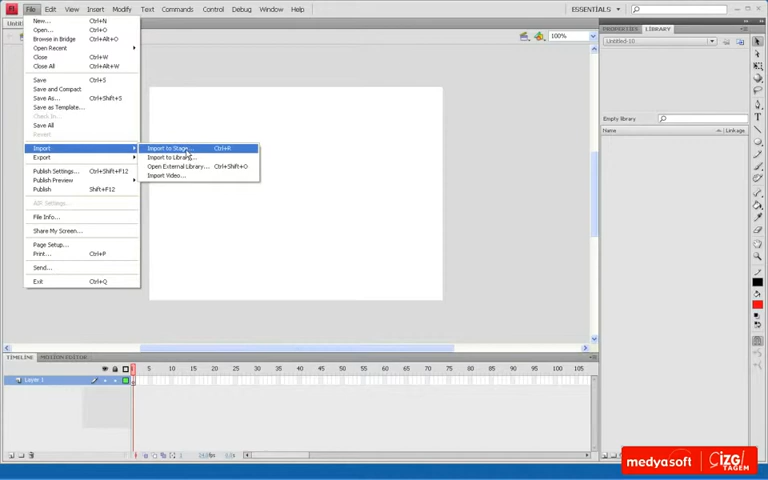 File Edit View Insert Modify Text Commands Control Debug Window Help
ESSENTIALS
New... Ctrl+N
Open... Ctrl+O
Browse in Bridge Ctrl+Alt+O
Open Recent
Close Ctrl+W
Close All Ctrl+Alt+W
Save Ctrl+S
Save and Compact
Save As... Ctrl+Shift+S
Save as Template...
Check In...
Save All
Revert
Import
Export
Publish Settings... Ctrl+Shift+F12
Publish Preview
Publish Shift+F12
AIR Settings...
File Info...
Share My Screen...
Page Setup...
Print... Ctrl+P
Send...
Exit Ctrl+Q
Import to Stage... Ctrl+R
Import to Library...
Open External Library... Ctrl+Shift+O
Import Video...
100%
PROPERTIES LIBRARY
Untitled-10
Empty library
Name Linkage
TIMELINE MOTION EDITOR
1 5 10 15 20 25 30 35 40 45 50 55 60 65 70 75 80 85 90 95 100 105
Layer 1
medyasoft
ÇİZGİ
TAGEM